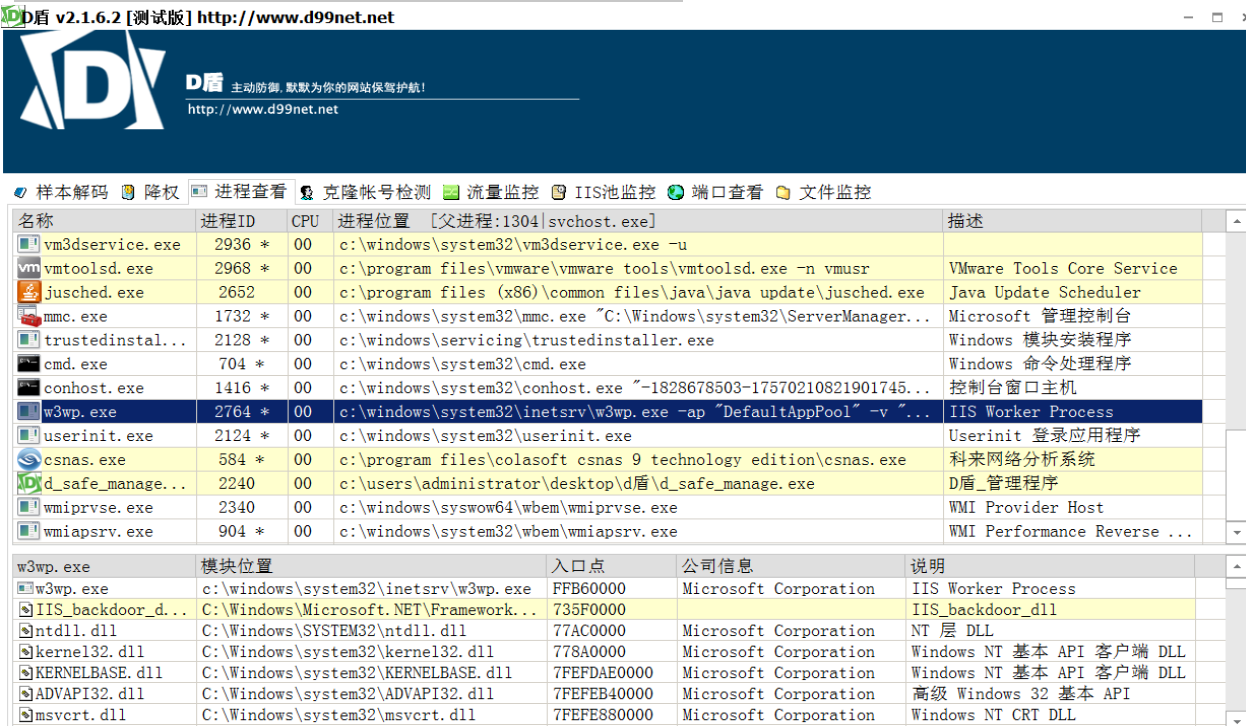 D盾 v2.1.6.2 [测试版] http://www.d99net.net
D盾 主动防御,默默为你的网站保驾护航!
http://www.d99net.net
样本解码 降权 进程查看 克隆帐号检测 流量监控 IIS池监控 端口查看 文件监控
名称 进程ID CPU 进程位置 [父进程:1304|svchost.exe] 描述
vm3dservice.exe 2936 * 00 c:\windows\system32\vm3dservice.exe -u
vmtoolsd.exe 2968 * 00 c:\program files\vmware\vmware tools\vmtoolsd.exe -n vmusr VMware Tools Core Service
jusched.exe 2652 00 c:\program files (x86)\common files\java\java update\jusched.exe Java Update Scheduler
mmc.exe 1732 * 00 c:\windows\system32\mmc.exe "C:\Windows\system32\ServerManager... Microsoft 管理控制台
trustedinstal... 2128 * 00 c:\windows\servicing\trustedinstaller.exe Windows 模块安装程序
cmd.exe 704 * 00 c:\windows\system32\cmd.exe Windows 命令处理程序
conhost.exe 1416 * 00 c:\windows\system32\conhost.exe "-1828678503-17570210821901745... 控制台窗口主机
w3wp.exe 2764 * 00 c:\windows\system32\inetsrv\w3wp.exe -ap "DefaultAppPool" -v "... IIS Worker Process
userinit.exe 2124 * 00 c:\windows\system32\userinit.exe Userinit 登录应用程序
csnas.exe 584 * 00 c:\program files\colasoft csnas 9 technology edition\csnas.exe 科来网络分析系统
d_safe_manage... 2240 00 c:\users\administrator\desktop\d盾\d_safe_manage.exe D盾_管理程序
wmiprvse.exe 2340 00 c:\windows\syswow64\wbem\wmiprvse.exe WMI Provider Host
wmiapsrv.exe 904 * 00 c:\windows\system32\wbem\wmiapsrv.exe WMI Performance Reverse ...
w3wp.exe 模块位置 入口点 公司信息 说明
w3wp.exe c:\windows\system32\inetsrv\w3wp.exe FFB60000 Microsoft Corporation IIS Worker Process
IIS_backdoor_d... C:\Windows\Microsoft.NET\Framework... 735F0000 IIS_backdoor_dll
ntdll.dll C:\Windows\SYSTEM32\ntdll.dll 77AC0000 Microsoft Corporation NT 层 DLL
kernel32.dll C:\Windows\system32\kernel32.dll 778A0000 Microsoft Corporation Windows NT 基本 API 客户端 DLL
KERNELBASE.dll C:\Windows\system32\KERNELBASE.dll 7FEFDAE0000 Microsoft Corporation Windows NT 基本 API 客户端 DLL
ADVAPI32.dll C:\Windows\system32\ADVAPI32.dll 7FEFEB40000 Microsoft Corporation 高级 Windows 32 基本 API
msvcrt.dll C:\Windows\system32\msvcrt.dll 7FEFE880000 Microsoft Corporation Windows NT CRT DLL